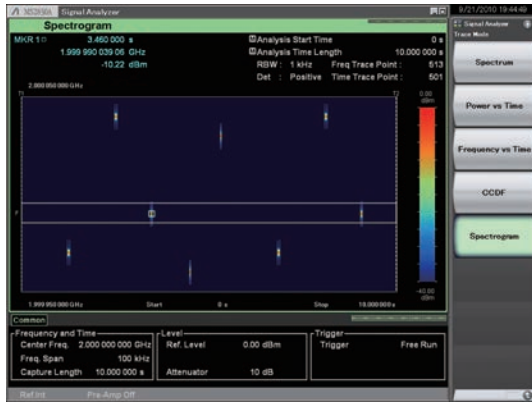 MS2690A Signal Analyzer
9/21/2010 19:44:49
Spectrogram
MKR 1
3.460 000 s
1.999 990 039 06 GHz
-10.22 dBm
Analysis Start Time 0 s
Analysis Time Length 10.000 000 s
RBW : 1 kHz Freq Trace Point : 513
Det : Positive Time Trace Point : 501
2.000 050 000 GHz
T1
T2
0.00
dBm
F
-40.00
dBm
1.999 950 000 GHz Start 0 s Stop 10.000 000 s
Common
Frequency and Time
Center Freq. 2.000 000 000 GHz
Freq. Span 100 kHz
Capture Length 10.000 000 s
Level
Ref. Level 0.00 dBm
Attenuator 10 dB
Trigger
Trigger Free Run
Ref.Int Pre-Amp Off
Signal Analyzer
Trace Mode
Spectrum
Power vs Time
Frequency vs Time
CCDF
Spectrogram